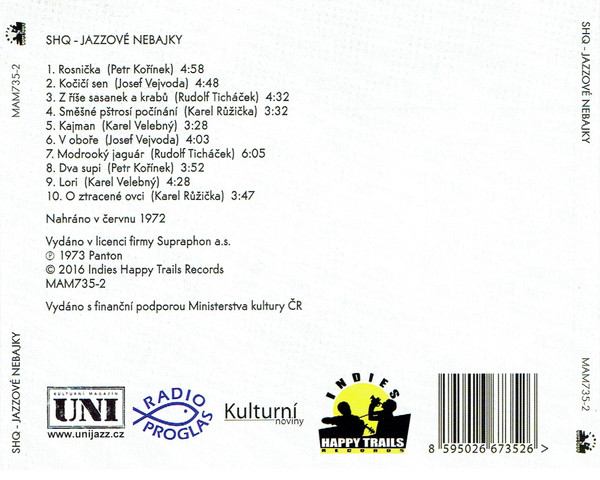 SHQ - JAZZOVÉ NEBAJKY
1. Rosnička (Petr Kořínek) 4:58
2. Kočičí sen (Josef Vejvoda) 4:48
3. Z říše sasanek a krabů (Rudolf Ticháček) 4:32
4. Směšné pštrosí počínání (Karel Růžička) 3:32
5. Kajman (Karel Velebný) 3:28
6. V oboře (Josef Vejvoda) 4:03
7. Modrooký jaguár (Rudolf Ticháček) 6:05
8. Dva supi (Petr Kořínek) 3:52
9. Lori (Karel Velebný) 4:28
10. O ztracené ovci (Karel Růžička) 3:47
Nahráno v červnu 1972
Vydáno v licenci firmy Supraphon a.s.
℗ 1973 Panton
© 2016 Indies Happy Trails Records
MAM735-2
Vydáno s finanční podporou Ministerstva kultury ČR
KULTURNÍ MAGAZÍN
UNI
www.unijazz.cz
RADIO
PROGLAS
Kulturní
noviny
INDIES
HAPPY TRAILS
RECORDS
8 595026 673526 >
MAM735-2
SHQ - JAZZOVÉ NEBAJKY
SHQ - JAZZOVÉ NEBAJKY
MAM735-2